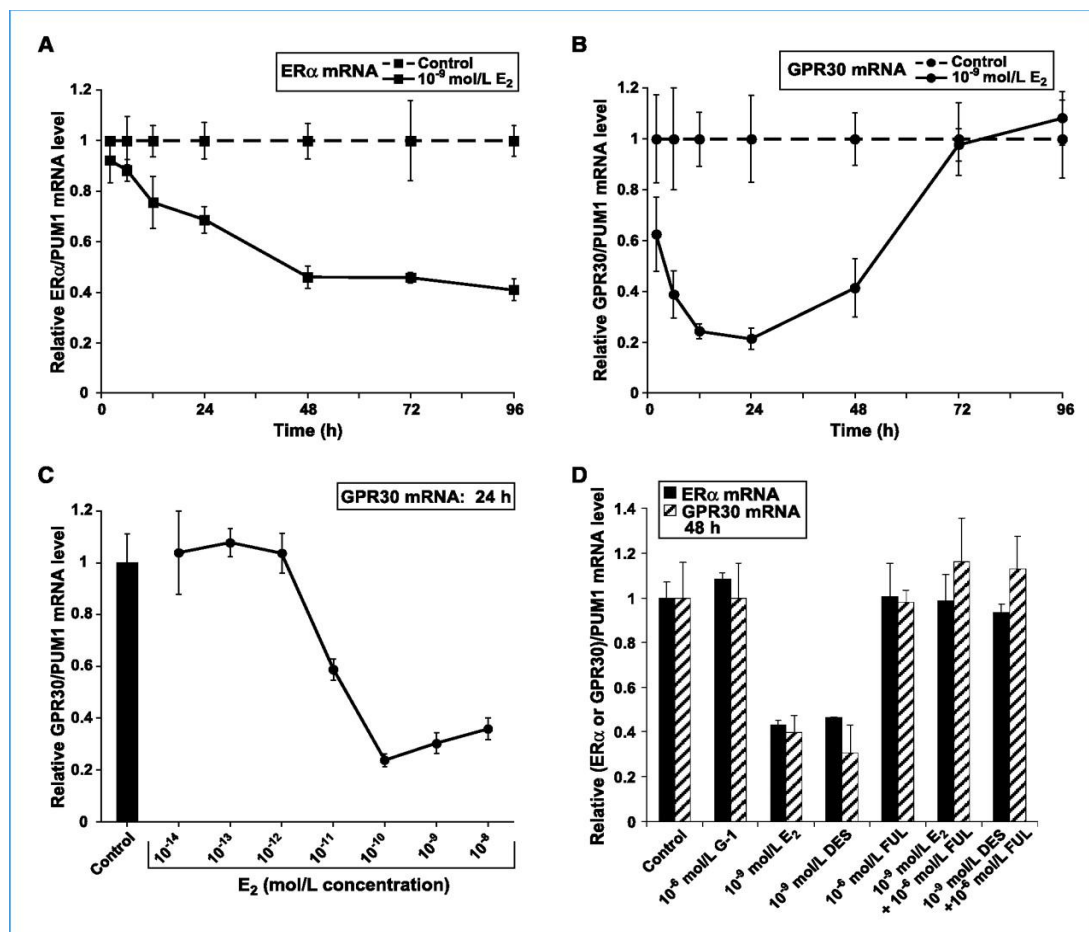 A
ERα mRNA
Control
10⁻⁹ mol/L E₂
Relative ERα/PUM1 mRNA level
1
0.8
0.6
0.4
0.2
0
0 24 48 72 96
Time (h)
B
GPR30 mRNA
Control
10⁻⁹ mol/L E₂
Relative GPR30/PUM1 mRNA level
1
0.8
0.6
0.4
0.2
0
0 24 48 72 96
Time (h)
C
GPR30 mRNA: 24 h
Relative GPR30/PUM1 mRNA level
1.2
1
0.8
0.6
0.4
0.2
0
Control
10⁻¹⁴
10⁻¹³
10⁻¹²
10⁻¹¹
10⁻¹⁰
10⁻⁹
10⁻⁸
E₂ (mol/L concentration)
D
ERα mRNA
GPR30 mRNA
48 h
Relative (ERα or GPR30)/PUM1 mRNA level
1.4
1.2
1
0.8
0.6
0.4
0.2
0
Control
10⁻⁶ mol/L G-1
10⁻⁹ mol/L E₂
10⁻⁹ mol/L DES
10⁻⁶ mol/L FUL
10⁻⁹ mol/L E₂
+ 10⁻⁶ mol/L FUL
10⁻⁹ mol/L DES
+10⁻⁶ mol/L FUL